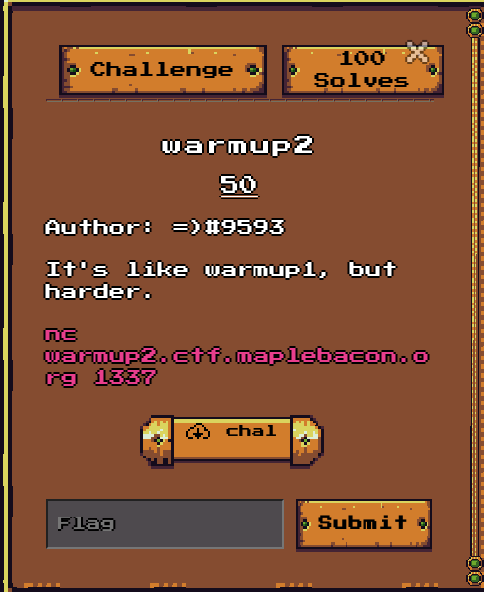 Challenge
100
Solves
warmup2
50
Author: =)#9593
It's like warmup1, but
harder.
nc
warmup2.ctf.maplebacon.o
rg 1337
chal
Flag
Submit